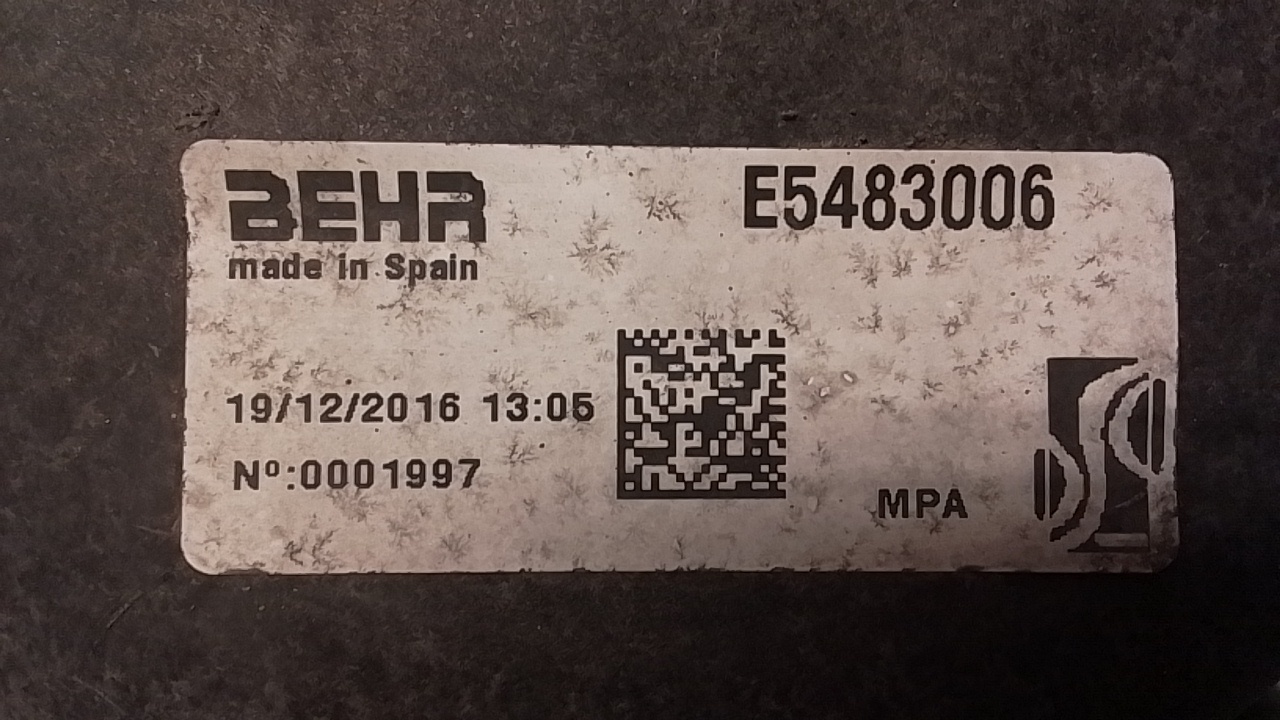 BEHR
E5483006
made in Spain
19/12/2016 13:05
Nº:0001997
MPA